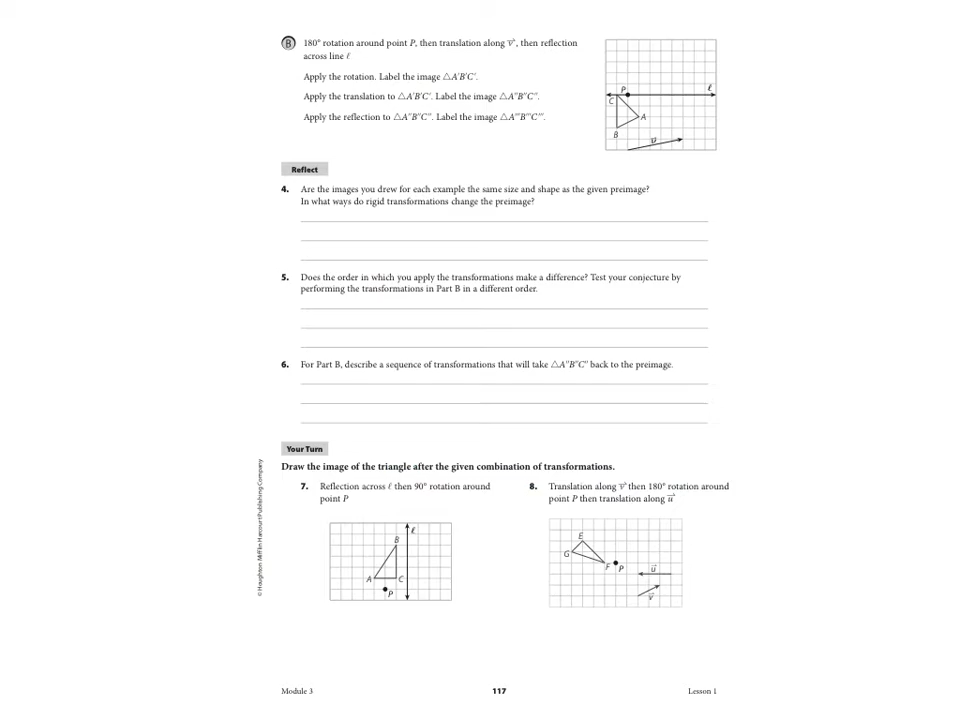 B 180° rotation around point P, then translation along v⃗, then reflection
across line ℓ
Apply the rotation. Label the image △A′B′C′.
Apply the translation to △A′B′C′. Label the image △A″B″C″.
Apply the reflection to △A″B″C″. Label the image △A‴B‴C‴.
P
ℓ
C
A
B
v⃗
Reflect
4. Are the images you drew for each example the same size and shape as the given preimage?
In what ways do rigid transformations change the preimage?
5. Does the order in which you apply the transformations make a difference? Test your conjecture by
performing the transformations in Part B in a different order.
6. For Part B, describe a sequence of transformations that will take △A″B″C″ back to the preimage.
Your Turn
Draw the image of the triangle after the given combination of transformations.
7. Reflection across ℓ then 90° rotation around
point P
B
ℓ
A
C
P
8. Translation along v⃗ then 180° rotation around
point P then translation along u⃗
E
G
F
P
u⃗
v⃗
© Houghton Mifflin Harcourt Publishing Company
Module 3
117
Lesson 1